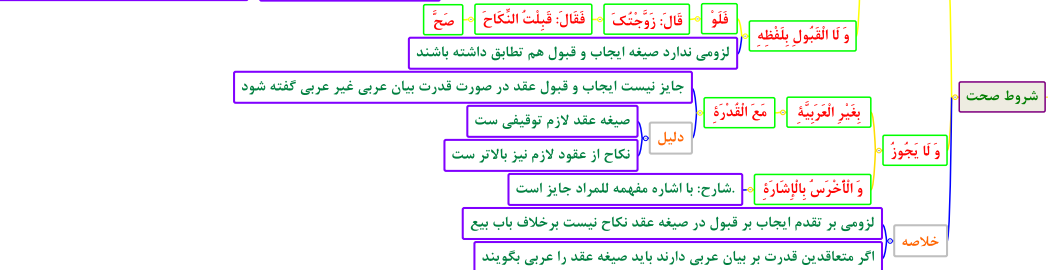 شروط صحت
وَ لَا الْقَبُولِ بِلَفْظِهِ
فَلَوْ
قَالَ: زَوَّجْتُکَ
فَقَالَ: قَبِلْتُ النِّکَاحَ
صَحَّ
لزومی ندارد صیغه ایجاب و قبول هم تطابق داشته باشند
وَ لَا یَجُوزُ
بِغَیْرِ الْعَرَبِیَّةِ
مَعَ الْقُدْرَةِ
جایز نیست ایجاب و قبول عقد در صورت قدرت بیان عربی غیر عربی گفته شود
دلیل
صیغه عقد لازم توقیفی ست
نکاح از عقود لازم نیز بالاتر ست
وَ الْأَخْرَسُ بِالْإِشَارَةِ
شارح: با اشاره مفهمه للمراد جایز است.
خلاصه
لزومی بر تقدم ایجاب بر قبول در صیغه عقد نکاح نیست برخلاف باب بیع
اگر متعاقدین قدرت بر بیان عربی دارند باید صیغه عقد را عربی بگویند